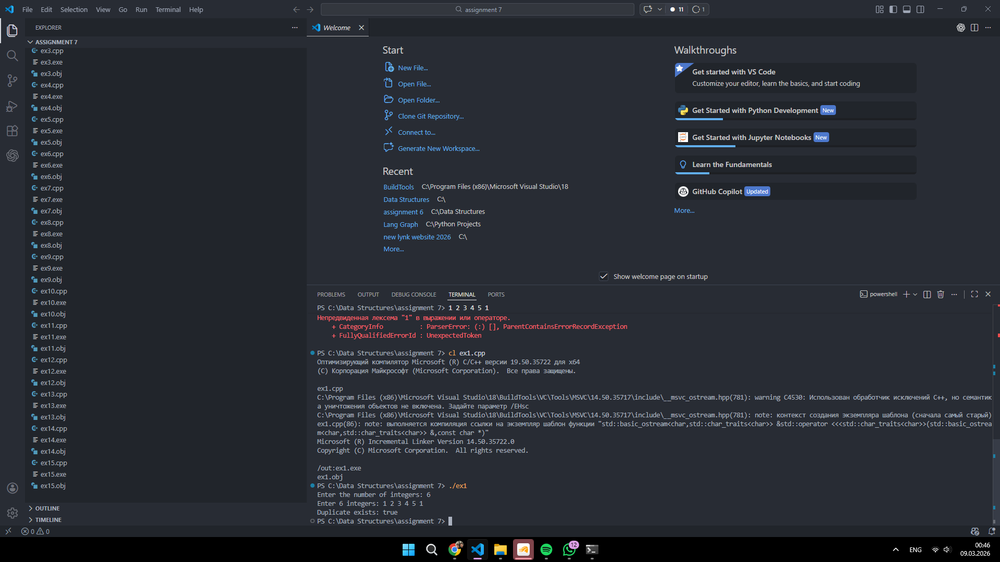 File Edit Selection View Go Run Terminal Help
assignment 7
11
1
EXPLORER
ASSIGNMENT 7
ex3.cpp
ex3.exe
ex3.obj
ex4.cpp
ex4.exe
ex4.obj
ex5.cpp
ex5.exe
ex5.obj
ex6.cpp
ex6.exe
ex6.obj
ex7.cpp
ex7.exe
ex7.obj
ex8.cpp
ex8.exe
ex8.obj
ex9.cpp
ex9.exe
ex9.obj
ex10.cpp
ex10.exe
ex10.obj
ex11.cpp
ex11.exe
ex11.obj
ex12.cpp
ex12.exe
ex12.obj
ex13.cpp
ex13.exe
ex13.obj
ex14.cpp
ex14.exe
ex14.obj
ex15.cpp
ex15.exe
ex15.obj
OUTLINE
TIMELINE
Welcome
Start
New File...
Open File...
Open Folder...
Clone Git Repository...
Connect to...
Generate New Workspace...
Recent
BuildTools C:\Program Files (x86)\Microsoft Visual Studio\18
Data Structures C:\
assignment 6 C:\Data Structures
Lang Graph C:\Python Projects
new lynk website 2026 C:\
More...
Walkthroughs
Get started with VS Code
Customize your editor, learn the basics, and start coding
Get Started with Python Development New
Get Started with Jupyter Notebooks New
Learn the Fundamentals
GitHub Copilot Updated
More...
Show welcome page on startup
PROBLEMS OUTPUT DEBUG CONSOLE TERMINAL PORTS
powershell
PS C:\Data Structures\assignment 7> 1 2 3 4 5 1
Непредвиденная лексема "1" в выражении или операторе.
+ CategoryInfo : ParserError: (:) [], ParentContainsErrorRecordException
+ FullyQualifiedErrorId : UnexpectedToken
PS C:\Data Structures\assignment 7> cl ex1.cpp
Оптимизирующий компилятор Microsoft (R) C/C++ версии 19.50.35722 для x64
(C) Корпорация Майкрософт (Microsoft Corporation). Все права защищены.
ex1.cpp
C:\Program Files (x86)\Microsoft Visual Studio\18\BuildTools\VC\Tools\MSVC\14.50.35717\include\__msvc_ostream.hpp(781): warning C4530: Использован обработчик исключений C++, но семантик
а уничтожения объектов не включена. Задайте параметр /EHsc
C:\Program Files (x86)\Microsoft Visual Studio\18\BuildTools\VC\Tools\MSVC\14.50.35717\include\__msvc_ostream.hpp(781): note: контекст создания экземпляра шаблона (сначала самый старый)
ex1.cpp(86): note: выполняется компиляция ссылки на экземпляр шаблон функции "std::basic_ostream<char,std::char_traits<char>> &std::operator <<<std::char_traits<char>>(std::basic_ostrea
m<char,std::char_traits<char>> &,const char *)"
Microsoft (R) Incremental Linker Version 14.50.35722.0
Copyright (C) Microsoft Corporation. All rights reserved.
/out:ex1.exe
ex1.obj
PS C:\Data Structures\assignment 7> ./ex1
Enter the number of integers: 6
Enter 6 integers: 1 2 3 4 5 1
Duplicate exists: true
PS C:\Data Structures\assignment 7>
0 0
12
ENG
00:46
09.03.2026